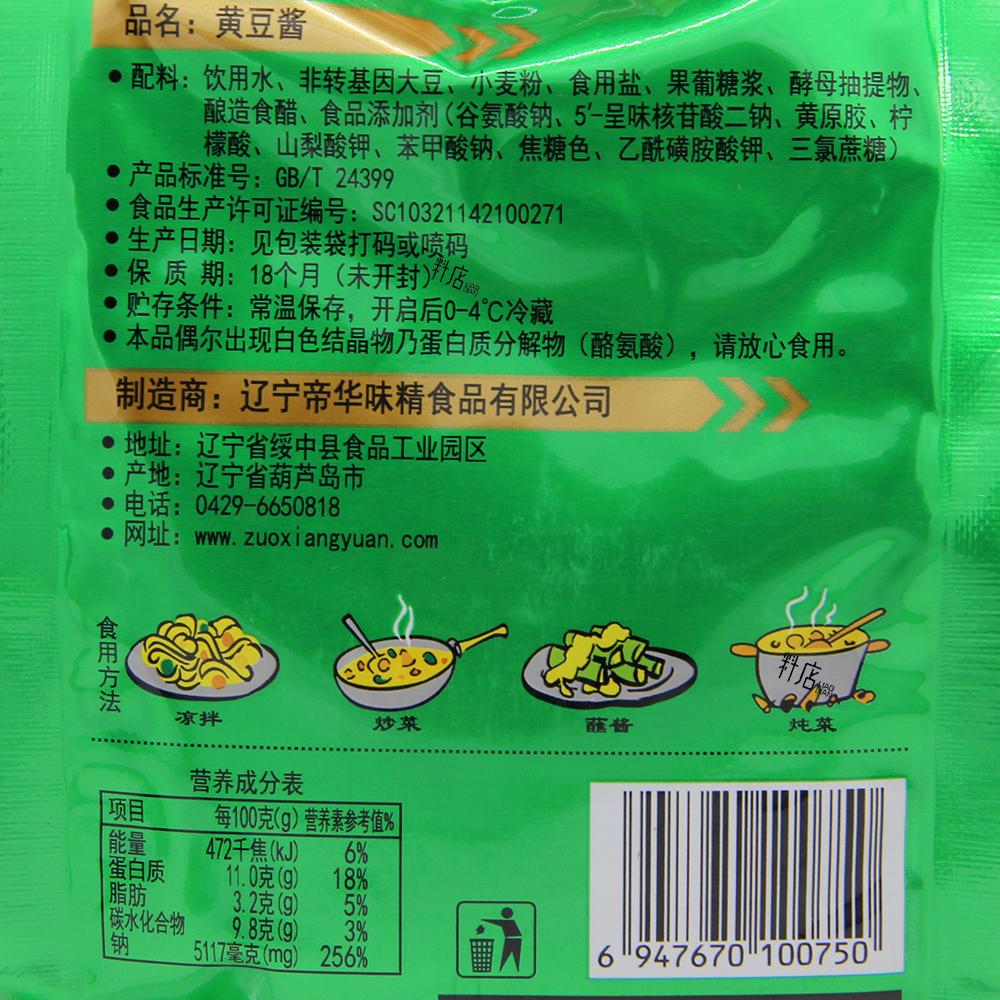 品名：黄豆酱
● 配料：饮用水、非转基因大豆、小麦粉、食用盐、果葡糖浆、酵母抽提物、
酿造食醋、食品添加剂（谷氨酸钠、5′-呈味核苷酸二钠、黄原胶、柠
檬酸、山梨酸钾、苯甲酸钠、焦糖色、乙酰磺胺酸钾、三氯蔗糖）
● 产品标准号：GB/T 24399
● 食品生产许可证编号：SC10321142100271
● 生产日期：见包装袋打码或喷码
● 保 质 期：18个月（未开封）
料店
● 贮存条件：常温保存，开启后0-4℃冷藏
● 本品偶尔出现白色结晶物乃蛋白质分解物（酪氨酸），请放心食用。
制造商：辽宁帝华味精食品有限公司
● 地址：辽宁省绥中县食品工业园区
● 产地：辽宁省葫芦岛市
● 电话：0429-6650818
● 网址：www.zuoxiangyuan.com
食用方法
凉拌 炒菜 蘸酱 炖菜
料店 LIAO DIAN
营养成分表
项目 每100克(g) 营养素参考值%
能量 472千焦(kJ) 6%
蛋白质 11.0克(g) 18%
脂肪 3.2克(g) 5%
碳水化合物 9.8克(g) 3%
钠 5117毫克(mg) 256%
6 947670 100750